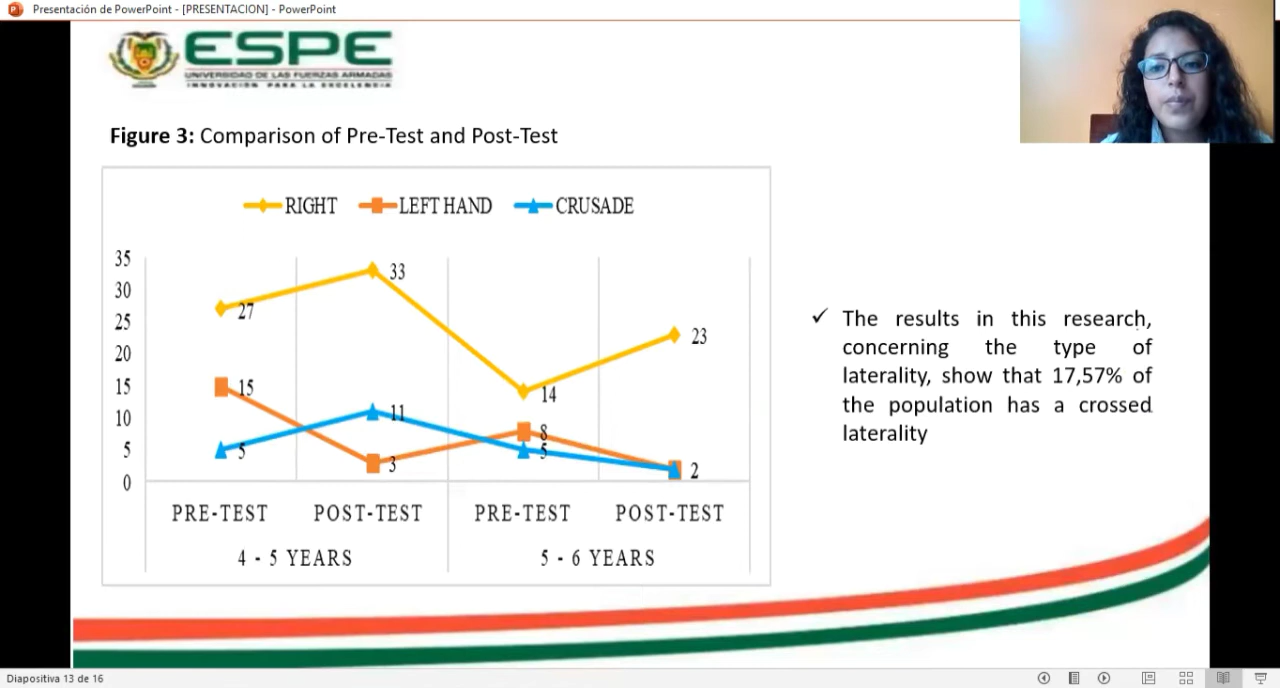 Presentación de PowerPoint - [PRESENTACION] - PowerPoint
ESPE
UNIVERSIDAD DE LAS FUERZAS ARMADAS
INNOVACIÓN PARA LA EXCELENCIA
Figure 3: Comparison of Pre-Test and Post-Test
RIGHT LEFT HAND CRUSADE
35
30
25
20
15
10
5
0
27
33
14
23
15
3
8
2
5
11
5
PRE-TEST POST-TEST PRE-TEST POST-TEST
4 - 5 YEARS 5 - 6 YEARS
✓ The results in this research,
concerning the type of
laterality, show that 17,57% of
the population has a crossed
laterality
Diapositiva 13 de 16